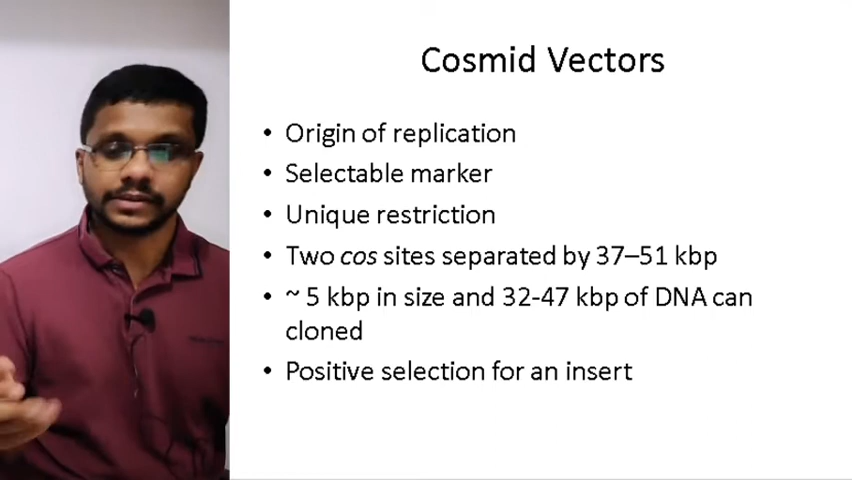 Cosmid Vectors
• Origin of replication
• Selectable marker
• Unique restriction
• Two cos sites separated by 37–51 kbp
• ~ 5 kbp in size and 32-47 kbp of DNA can
cloned
• Positive selection for an insert